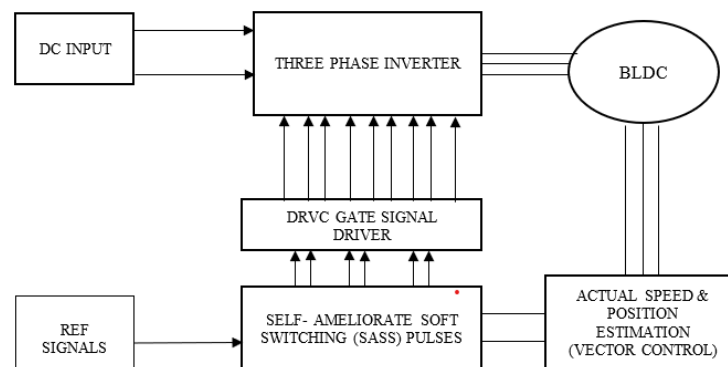 DC INPUT
THREE PHASE INVERTER
BLDC
DRVC GATE SIGNAL
DRIVER
REF
SIGNALS
SELF- AMELIORATE SOFT
SWITCHING (SASS) PULSES
ACTUAL SPEED &
POSITION
ESTIMATION
(VECTOR CONTROL)